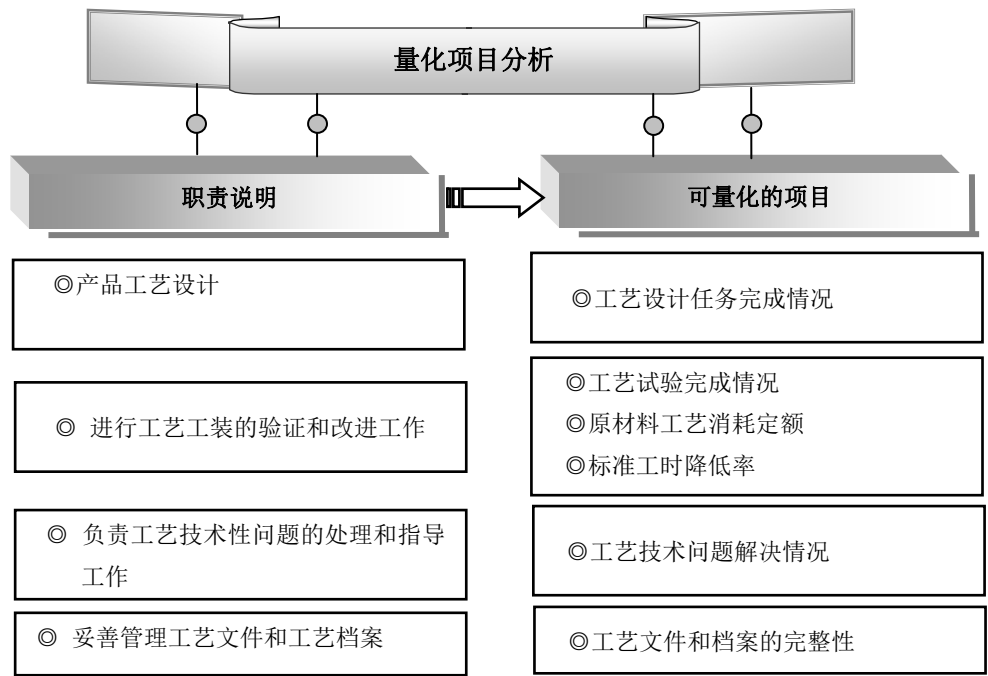 量化项目分析
职责说明
可量化的项目
◎产品工艺设计
◎工艺设计任务完成情况
◎ 进行工艺工装的验证和改进工作
◎工艺试验完成情况
◎原材料工艺消耗定额
◎标准工时降低率
◎ 负责工艺技术性问题的处理和指导
工作
◎工艺技术问题解决情况
◎ 妥善管理工艺文件和工艺档案
◎工艺文件和档案的完整性